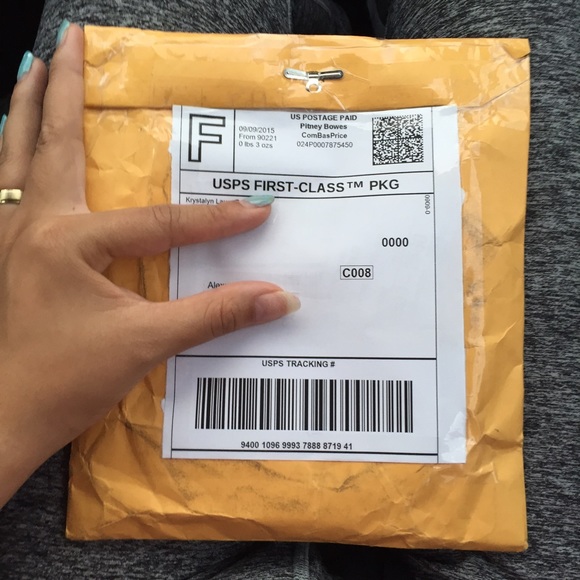 F
US POSTAGE PAID
09/09/2015 Pitney Bowes
From 90221 ComBasPrice
0 lbs 3 ozs 024P0007875450
USPS FIRST-CLASS™ PKG
Krystalyn
0000
C008
USPS TRACKING #
9400 1096 9993 7888 8719 41